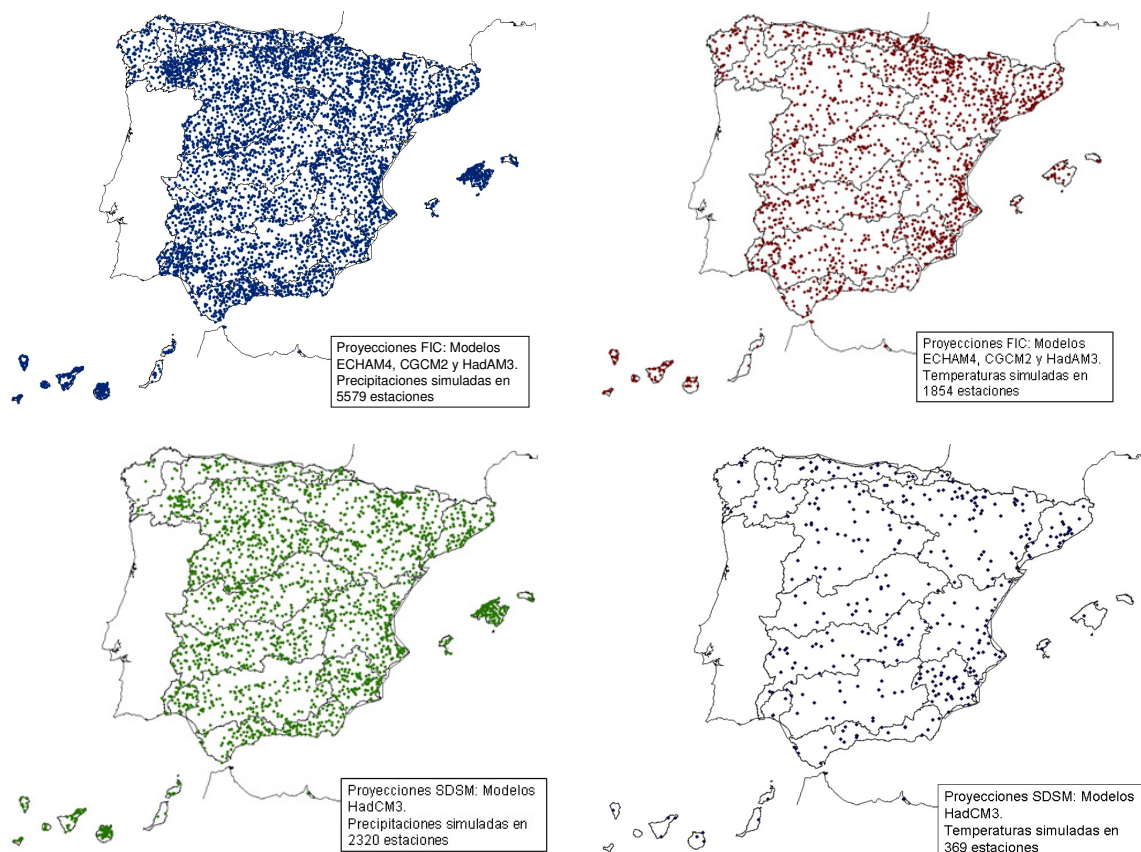 Proyecciones FIC: Modelos
ECHAM4, CGCM2 y HadAM3.
Precipitaciones simuladas en
5579 estaciones
Proyecciones FIC: Modelos
ECHAM4, CGCM2 y HadAM3.
Temperaturas simuladas en
1854 estaciones
Proyecciones SDSM: Modelos
HadCM3.
Precipitaciones simuladas en
2320 estaciones
Proyecciones SDSM: Modelos
HadCM3.
Temperaturas simuladas en
369 estaciones